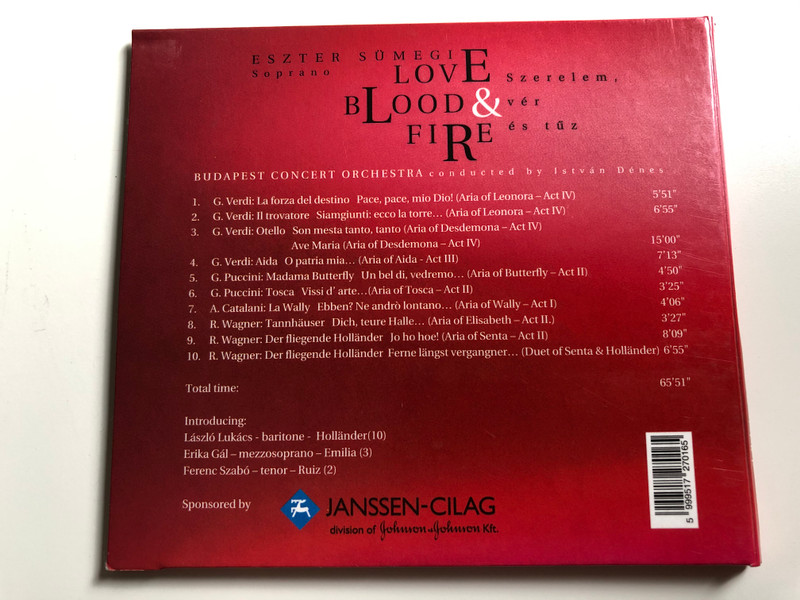 ESZTER SÜMEGI
Soprano
LOVE
BLOOD &
FIRE
Szerelem,
vér
és tűz
BUDAPEST CONCERT ORCHESTRA conducted by István Dénes
1. G. Verdi: La forza del destino Pace, pace, mio Dio! (Aria of Leonora – Act IV) 5'51"
2. G. Verdi: Il trovatore Siamgiunti: ecco la torre… (Aria of Leonora – Act IV) 6'55"
3. G. Verdi: Otello Son mesta tanto, tanto (Aria of Desdemona – Act IV)
Ave Maria (Aria of Desdemona – Act IV) 15'00"
4. G. Verdi: Aida O patria mia… (Aria of Aida - Act III) 7'13"
5. G. Puccini: Madama Butterfly Un bel di, vedremo… (Aria of Butterfly – Act II) 4'50"
6. G. Puccini: Tosca Vissi d' arte…(Aria of Tosca – Act II) 3'25"
7. A. Catalani: La Wally Ebben? Ne andrò lontano… (Aria of Wally – Act I) 4'06"
8. R. Wagner: Tannhäuser Dich, teure Halle… (Aria of Elisabeth – Act II.) 3'27"
9. R. Wagner: Der fliegende Holländer Jo ho hoe! (Aria of Senta – Act II) 8'09"
10. R. Wagner: Der fliegende Holländer Ferne längst vergangner… (Duet of Senta & Holländer) 6'55"
Total time: 65'51"
Introducing:
László Lukács - baritone - Holländer(10)
Erika Gál – mezzosoprano – Emilia (3)
Ferenc Szabó – tenor – Ruiz (2)
Sponsored by
JANSSEN-CILAG
division of Johnson & Johnson Kft.
5 999517 270165